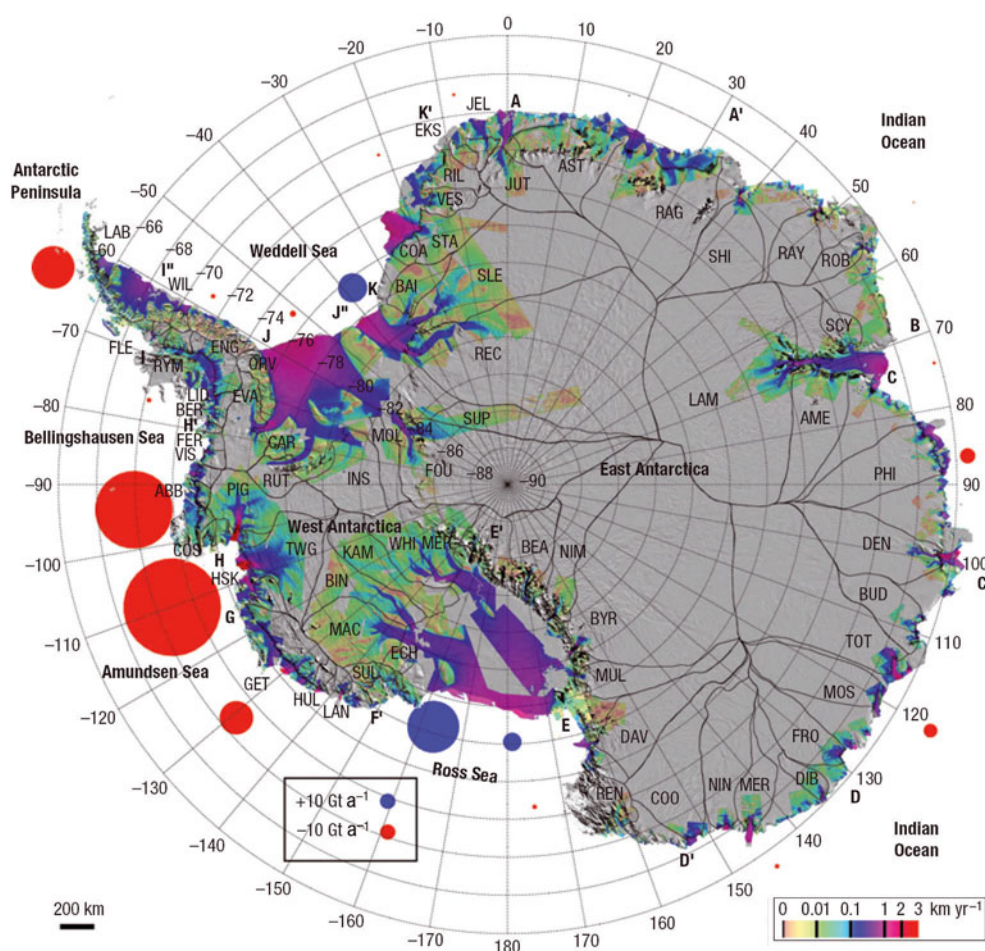 0
-10
10
-20
20
-30
30
-40
40
-50
50
60
70
80
90
100
110
120
130
140
150
160
170
180
-170
-160
-150
-140
-130
-120
-110
-100
-90
-80
-70
60
-66
-68
-70
-72
-74
-76
-78
-80
-82
-84
-86
-88
-90
Indian
Ocean
Antarctic
Peninsula
Weddell Sea
Bellingshausen Sea
Amundsen Sea
Ross Sea
Indian
Ocean
East Antarctica
West Antarctica
K'
JEL
A
A'
EKS
RIL
JUT
AST
VES
RAG
COA
STA
BAI
SLE
SHI
RAY
ROB
LAB
I"
WIL
K
J"
J
B
SCY
C
REC
LAM
AME
FLE
I
RYM
ENG
ORV
EVA
LID
BER
H'
FER
VIS
CAR
MOL
SUP
FOU
PHI
ABB
PIG
RUT
INS
COS
H
HSK
TWG
KAM
WHI
MER
E'
BEA
NIM
DEN
C'
BUD
BIN
MAC
BYR
TOT
G
ECH
SUL
MUL
MOS
GET
HUL
LAN
F'
E
DAV
FRO
DIB
D
REN
COO
NIN
MER
D'
+10 Gt a⁻¹
−10 Gt a⁻¹
200 km
0 0.01 0.1 1 2 3 km yr⁻¹